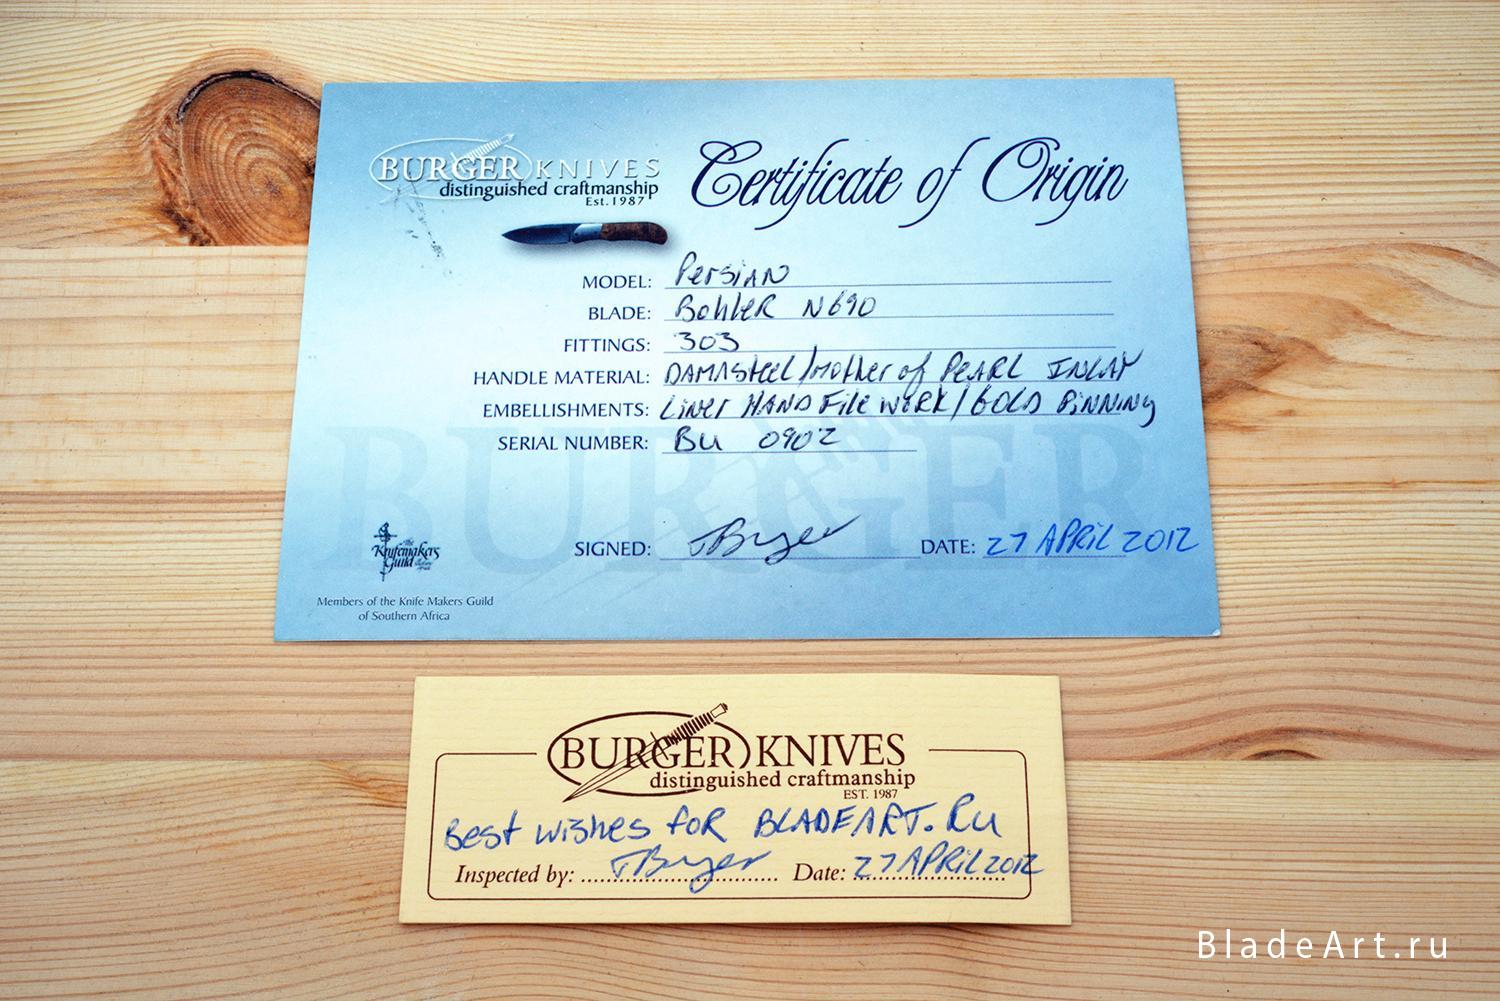 BURGER KNIVES
distinguished craftmanship
Est.1987
Certificate of Origin
MODEL: Persian
BLADE: Bohler N690
FITTINGS: 303
HANDLE MATERIAL: DAMASteel/Mother of PEARL INLAY
EMBELLISHMENTS: Liner HAND File WORK/GOLD PiNNiNg
SERIAL NUMBER: BU 0902
BURGER
SIGNED: DATE: 27 APRiL 2012
The Knifemakers
Guild
Members of the Knife Makers Guild
of Southern Africa
BURGER KNIVES
distinguished craftmanship
EST. 1987
Best wishes for BLADEART.Ru
Inspected by: Date: 27 APRiL 2012
BladeArt.ru